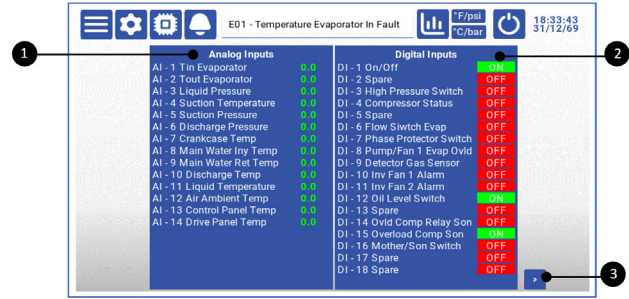 E01 - Temperature Evaporator In Fault
°F/psi
°C/bar
18:33:43
31/12/69
1
2
3
Analog Inputs
AI - 1 Tin Evaporator 0.0
AI - 2 Tout Evaporator 0.0
AI - 3 Liquid Pressure 0.0
AI - 4 Suction Temperature 0.0
AI - 5 Suction Pressure 0.0
AI - 6 Discharge Pressure 0.0
AI - 7 Crankcase Temp 0.0
AI - 8 Main Water Iny Temp 0.0
AI - 9 Main Water Ret Temp 0.0
AI - 10 Discharge Temp 0.0
AI - 11 Liquid Temperature 0.0
AI - 12 Air Ambient Temp 0.0
AI - 13 Control Panel Temp 0.0
AI - 14 Drive Panel Temp 0.0
Digital Inputs
DI - 1 On/Off ON
DI - 2 Spare OFF
DI - 3 High Pressure Switch OFF
DI - 4 Compressor Status OFF
DI - 5 Spare OFF
DI - 6 Flow Siwtch Evap OFF
DI - 7 Phase Protector Switch OFF
DI - 8 Pump/Fan 1 Evap Ovld OFF
DI - 9 Detector Gas Sensor OFF
DI - 10 Inv Fan 1 Alarm OFF
DI - 11 Inv Fan 2 Alarm OFF
DI - 12 Oil Level Switch ON
DI - 13 Spare OFF
DI - 14 Ovld Comp Relay Son OFF
DI - 15 Overload Comp Son ON
DI - 16 Mother/Son Switch OFF
DI - 17 Spare OFF
DI - 18 Spare OFF
>